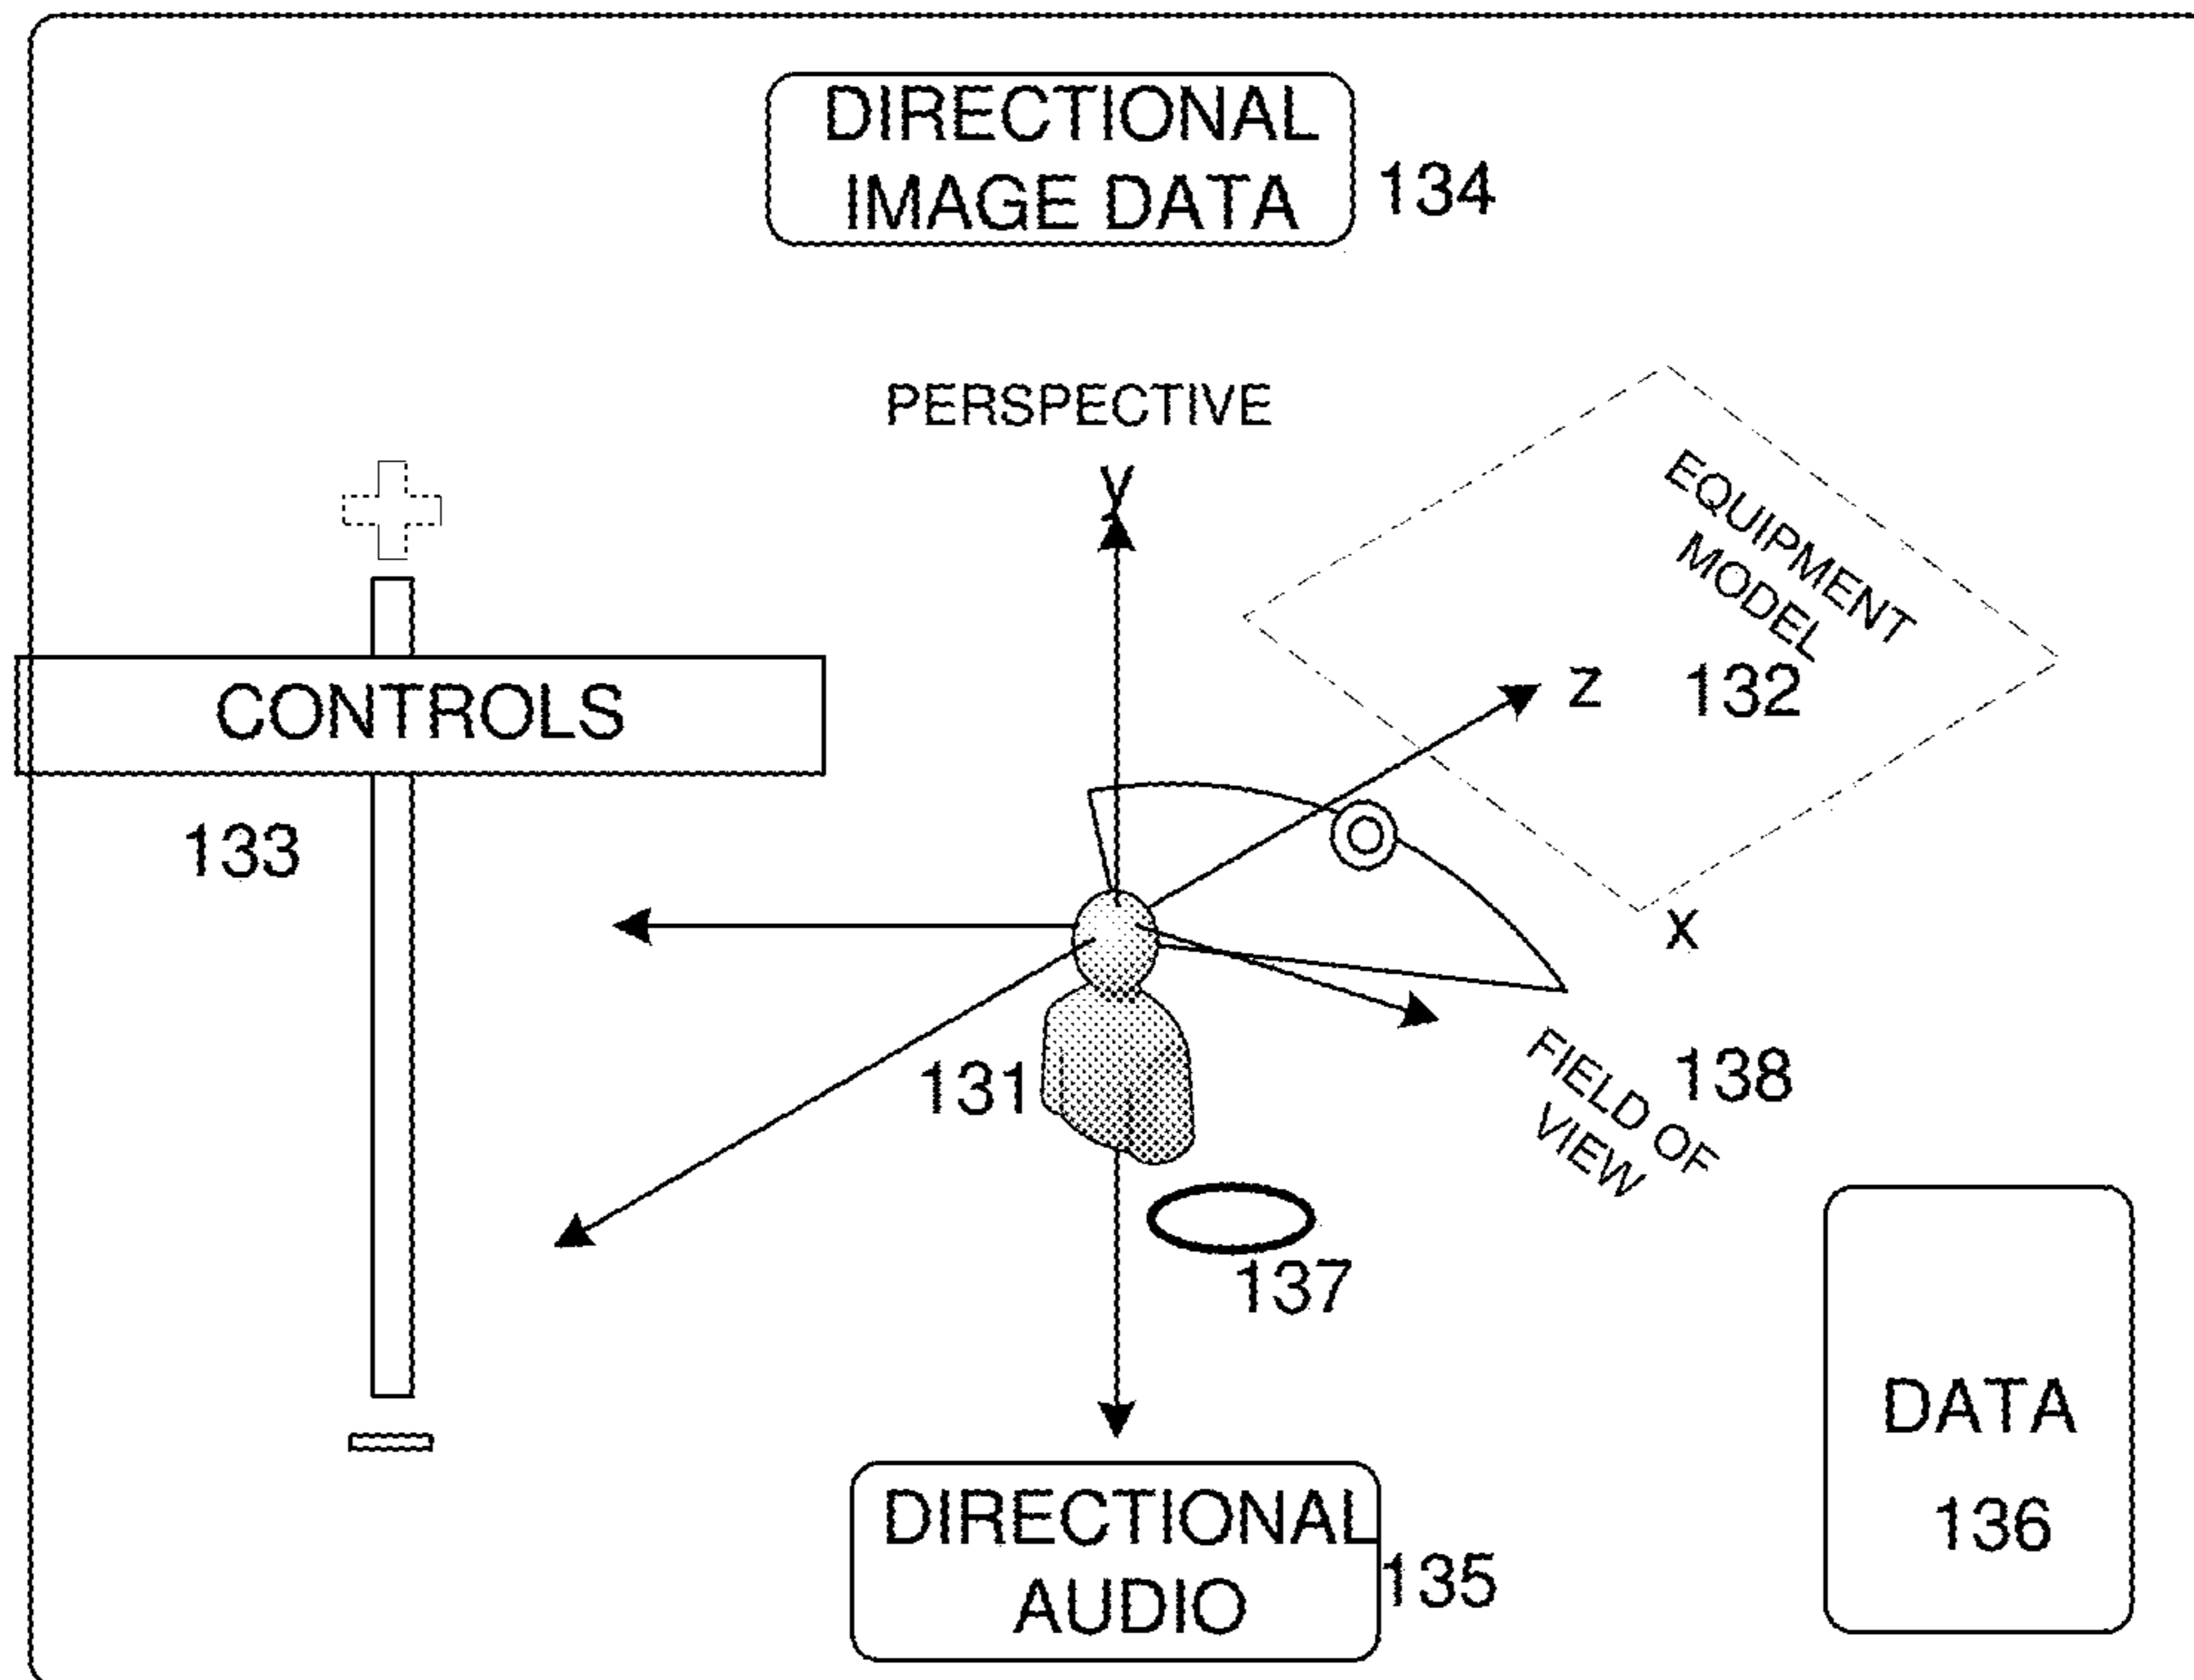 DIRECTIONAL
IMAGE DATA
134
PERSPECTIVE
y
EQUIPMENT
MODEL
132
Z
CONTROLS
133
X
131
138
FIELD OF
VIEW
137
DATA
136
DIRECTIONAL
AUDIO
135